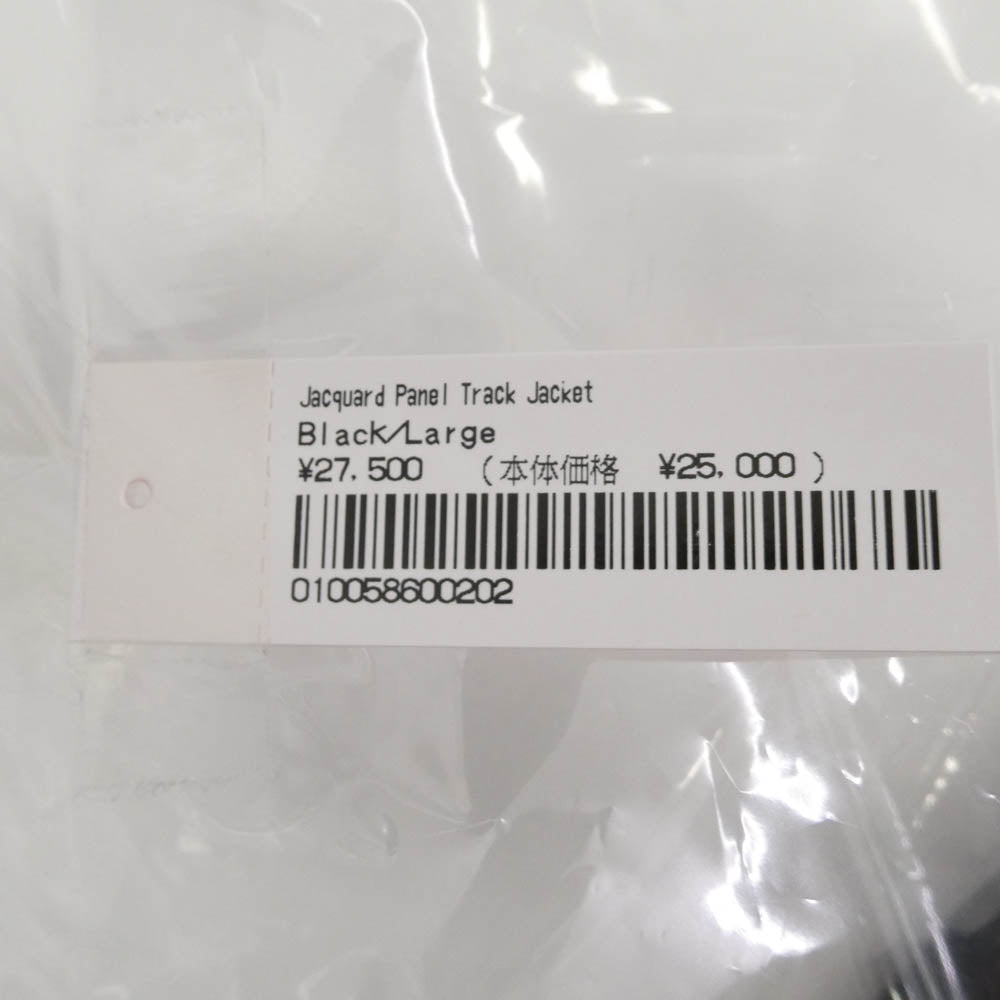 Jacquard Panel Track Jacket
Black/Large
¥27,500 (本体価格 ¥25,000)
010058600202